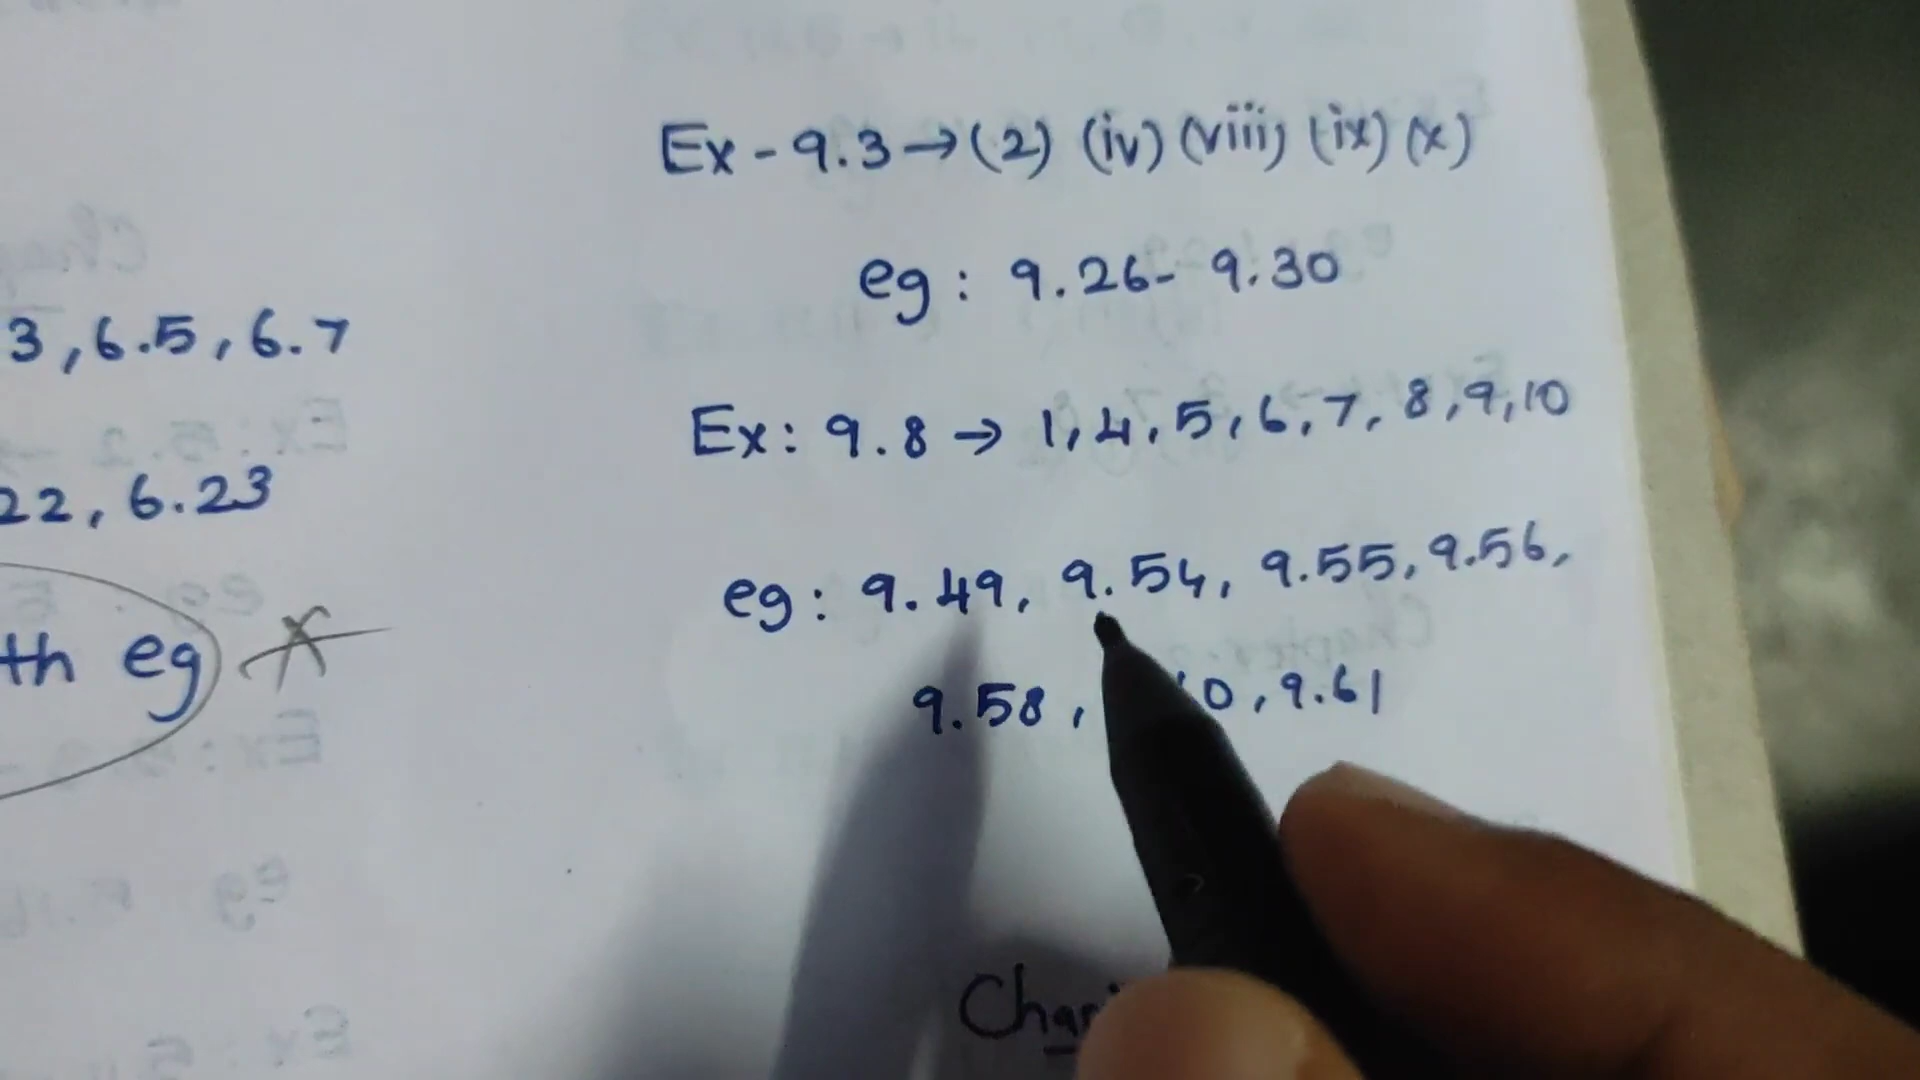 3, 6.5, 6.7
22, 6.23
th eg
Ex - 9.3 → (2) (iv) (viii) (ix) (x)
eg : 9.26 - 9.30
Ex : 9.8 → 1, 4, 5, 6, 7, 8, 9, 10
eg : 9.49, 9.54, 9.55, 9.56,
9.58, 0, 9.61